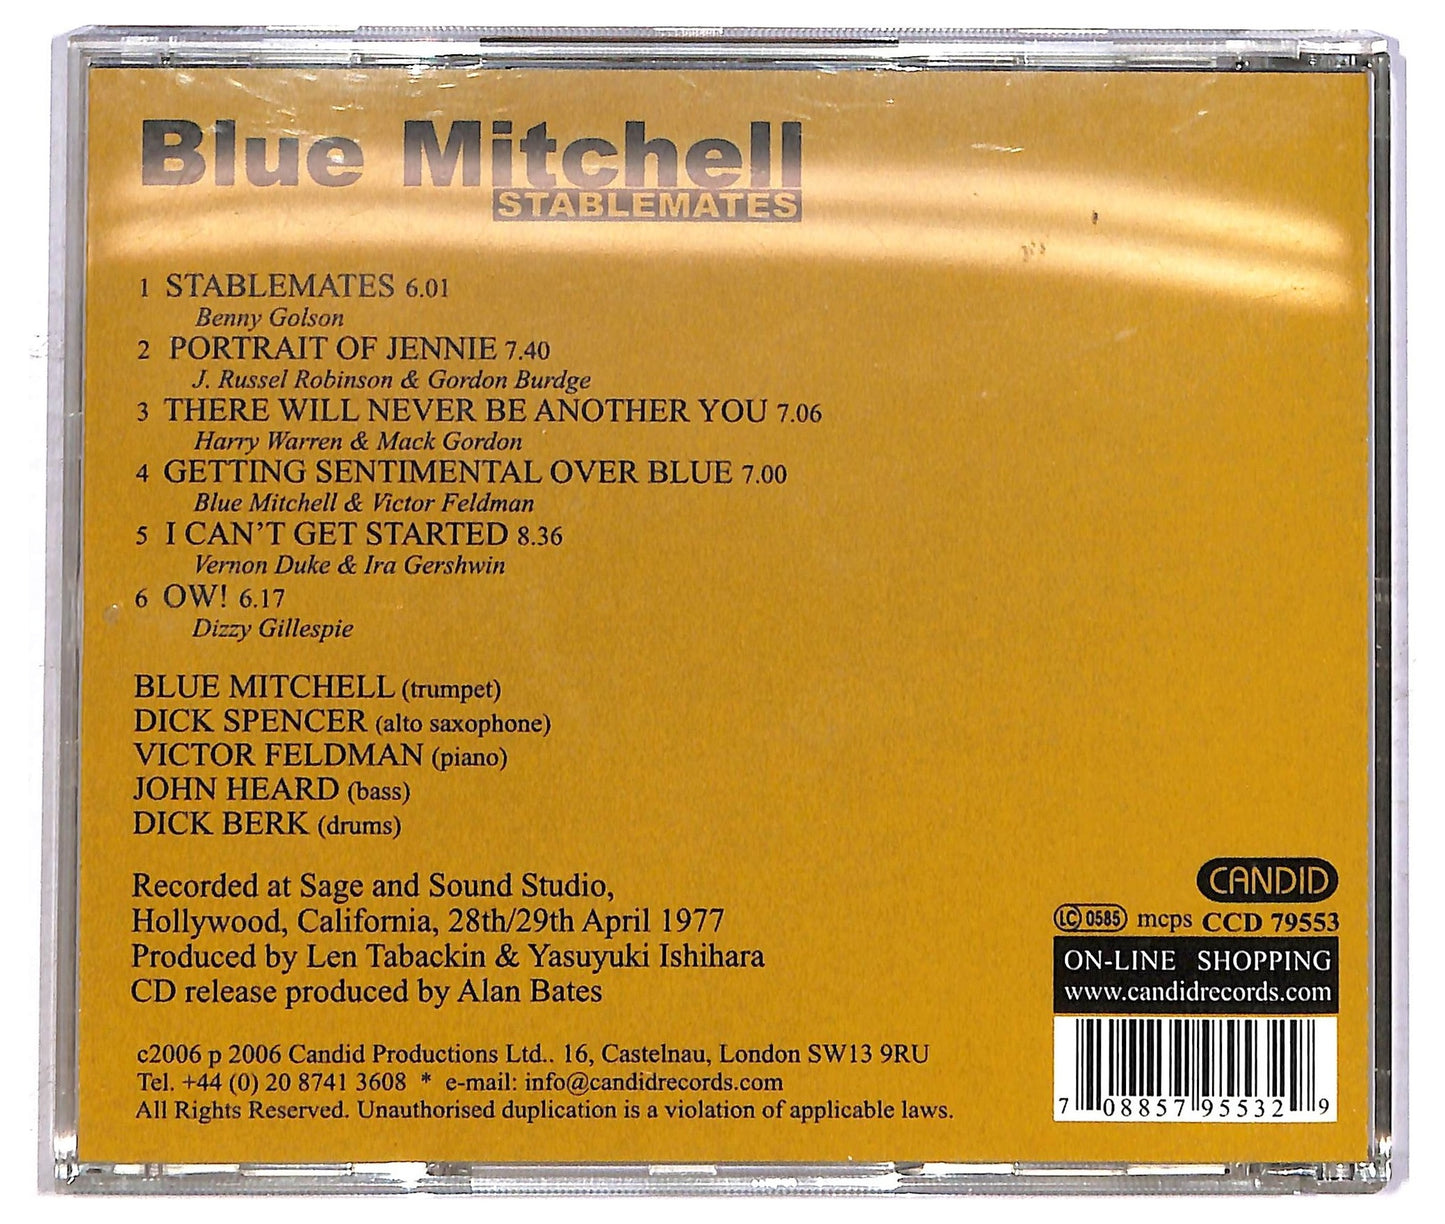 Blue Mitchell
STABLEMATES
1 STABLEMATES 6.01
Benny Golson
2 PORTRAIT OF JENNIE 7.40
J. Russel Robinson & Gordon Burdge
3 THERE WILL NEVER BE ANOTHER YOU 7.06
Harry Warren & Mack Gordon
4 GETTING SENTIMENTAL OVER BLUE 7.00
Blue Mitchell & Victor Feldman
5 I CAN'T GET STARTED 8.36
Vernon Duke & Ira Gershwin
6 OW! 6.17
Dizzy Gillespie
BLUE MITCHELL (trumpet)
DICK SPENCER (alto saxophone)
VICTOR FELDMAN (piano)
JOHN HEARD (bass)
DICK BERK (drums)
Recorded at Sage and Sound Studio,
Hollywood, California, 28th/29th April 1977
Produced by Len Tabackin & Yasuyuki Ishihara
CD release produced by Alan Bates
c2006 p 2006 Candid Productions Ltd.. 16, Castelnau, London SW13 9RU
Tel. +44 (0) 20 8741 3608 * e-mail: info@candidrecords.com
All Rights Reserved. Unauthorised duplication is a violation of applicable laws.
CANDID
LC 0585 mcps CCD 79553
ON-LINE SHOPPING
www.candidrecords.com
7 08857 95532 9